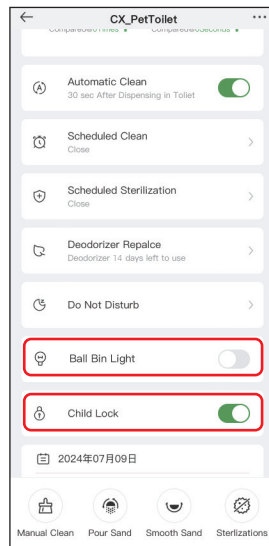 CX_PetToilet
Automatic Clean
30 sec After Dispensing in Toliet
Scheduled Clean
Close
Scheduled Sterilization
Close
Deodorizer Repalce
Deodorizer 14 days left to use
Do Not Disturb
Ball Bin Light
Child Lock
2024年07月09日
Manual Clean Pour Sand Smooth Sand Sterlizations